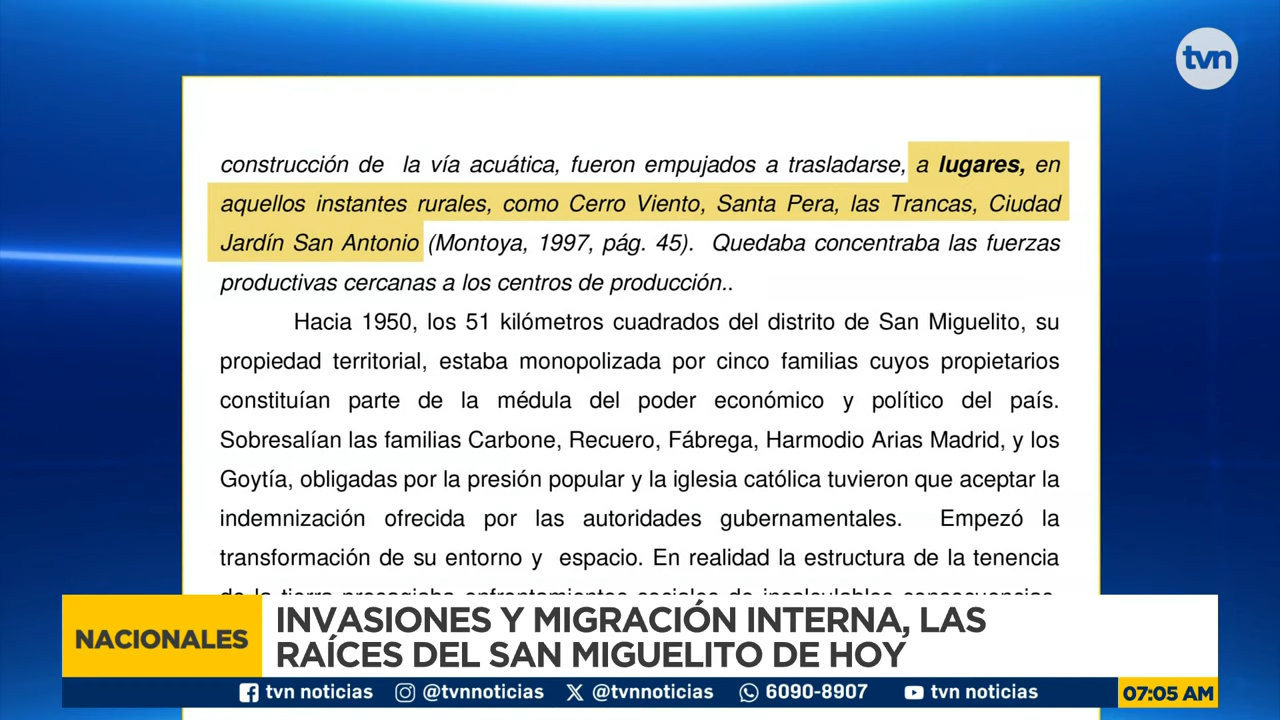 tvn
construcción de la vía acuática, fueron empujados a trasladarse, a lugares, en
aquellos instantes rurales, como Cerro Viento, Santa Pera, las Trancas, Ciudad
Jardín San Antonio (Montoya, 1997, pág. 45). Quedaba concentraba las fuerzas
productivas cercanas a los centros de producción..
Hacia 1950, los 51 kilómetros cuadrados del distrito de San Miguelito, su
propiedad territorial, estaba monopolizada por cinco familias cuyos propietarios
constituían parte de la médula del poder económico y político del país.
Sobresalían las familias Carbone, Recuero, Fábrega, Harmodio Arias Madrid, y los
Goytía, obligadas por la presión popular y la iglesia católica tuvieron que aceptar la
indemnización ofrecida por las autoridades gubernamentales. Empezó la
transformación de su entorno y espacio. En realidad la estructura de la tenencia
NACIONALES
INVASIONES Y MIGRACIÓN INTERNA, LAS
RAÍCES DEL SAN MIGUELITO DE HOY
tvn noticias @tvnnoticias @tvnnoticias 6090-8907 tvn noticias
07:05 AM